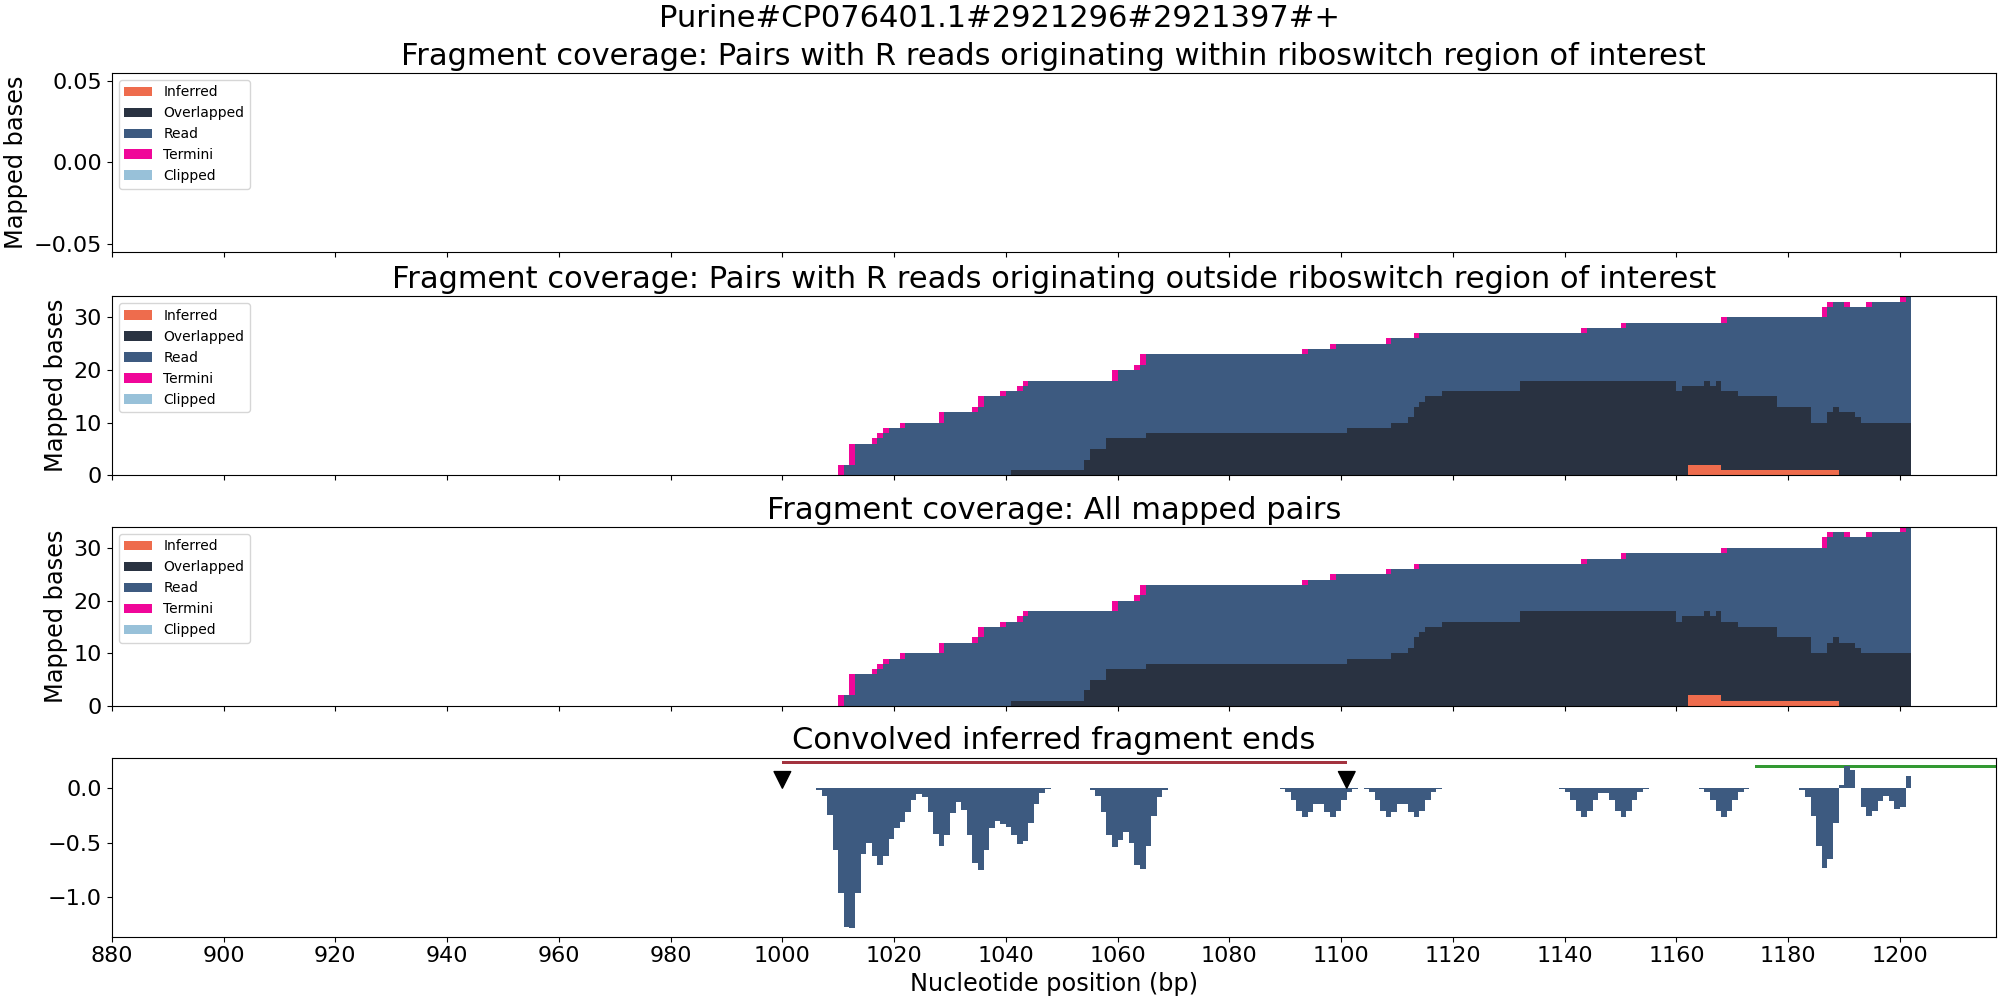 Purine#CP076401.1#2921296#2921397#+
Fragment coverage: Pairs with R reads originating within riboswitch region of interest
Mapped bases
0.05
0.00
−0.05
Inferred
Overlapped
Read
Termini
Clipped
Fragment coverage: Pairs with R reads originating outside riboswitch region of interest
Mapped bases
30
20
10
0
Inferred
Overlapped
Read
Termini
Clipped
Fragment coverage: All mapped pairs
Mapped bases
30
20
10
0
Inferred
Overlapped
Read
Termini
Clipped
Convolved inferred fragment ends
0.0
−0.5
−1.0
880 900 920 940 960 980 1000 1020 1040 1060 1080 1100 1120 1140 1160 1180 1200
Nucleotide position (bp)